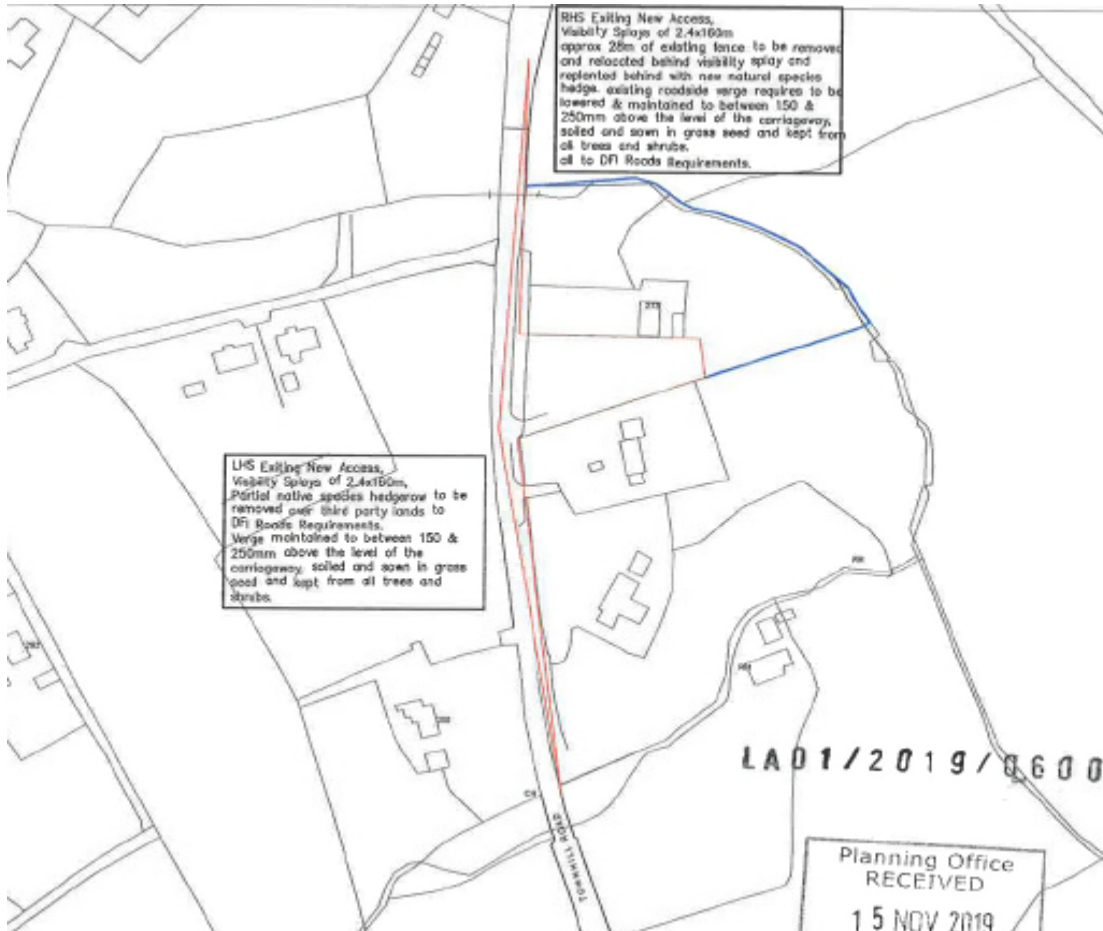 RHS Exiting New Access,
Visibility Splays of 2.4x160m
approx 28m of existing fence to be removed
and relocated behind visibility splay and
replanted behind with new natural species
hedge. existing roadside verge requires to be
lowered & maintained to between 150 &
250mm above the level of the carriageway,
soiled and sown in grass seed and kept from
all trees and shrubs.
all to DFI Roads Requirements.
LHS Exiting New Access,
Visibility Splays of 2.4x160m,
Partial native species hedgerow to be
removed over third party lands to
DFI Roads Requirements.
Verge maintained to between 150 &
250mm above the level of the
carriageway, soiled and sown in grass
seed and kept from all trees and
shrubs.
TOWNHILL ROAD
LA01/2019/0600
Planning Office
RECEIVED
15 NOV 2019